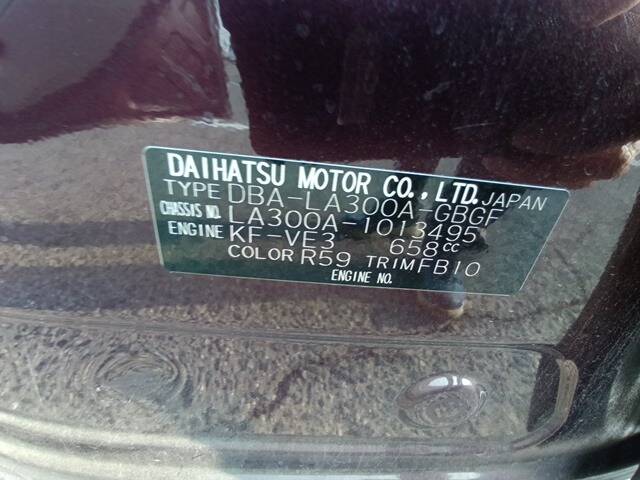 DAIHATSU MOTOR CO., LTD. JAPAN
TYPE DBA-LA300A-GBGF
CHASSIS NO. LA300A-1013495
ENGINE KF-VE3 658cc
COLOR R59 TRIM FB10
ENGINE NO.